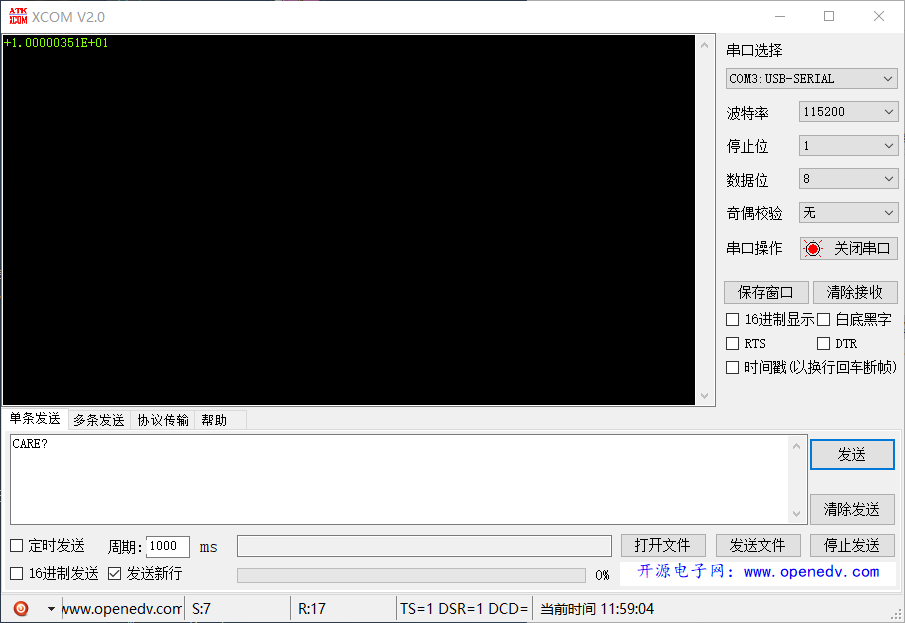 ATK XCOM XCOM V2.0
+1.00000351E+01
串口选择
COM3:USB-SERIAL
波特率 115200
停止位 1
数据位 8
奇偶校验 无
串口操作 关闭串口
保存窗口 清除接收
16进制显示 白底黑字
RTS DTR
时间戳(以换行回车断帧)
单条发送 多条发送 协议传输 帮助
CARE?
发送
清除发送
定时发送 周期: 1000 ms 打开文件 发送文件 停止发送
16进制发送 发送新行 0% 开源电子网：www.openedv.com
www.openedv.com S:7 R:17 TS=1 DSR=1 DCD= 当前时间 11:59:04